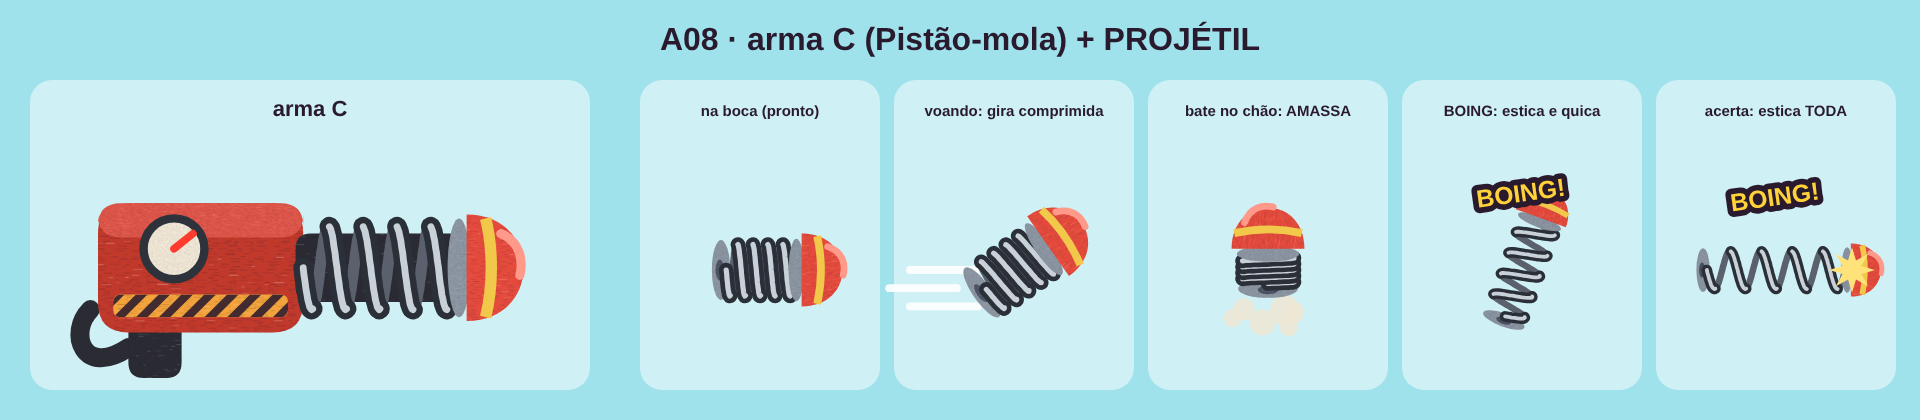 A08 · arma C (Pistão-mola) + PROJÉTIL
arma C
na boca (pronto)
voando: gira comprimida
bate no chão: AMASSA
BOING: estica e quica
acerta: estica TODA
BOING!
BOING!